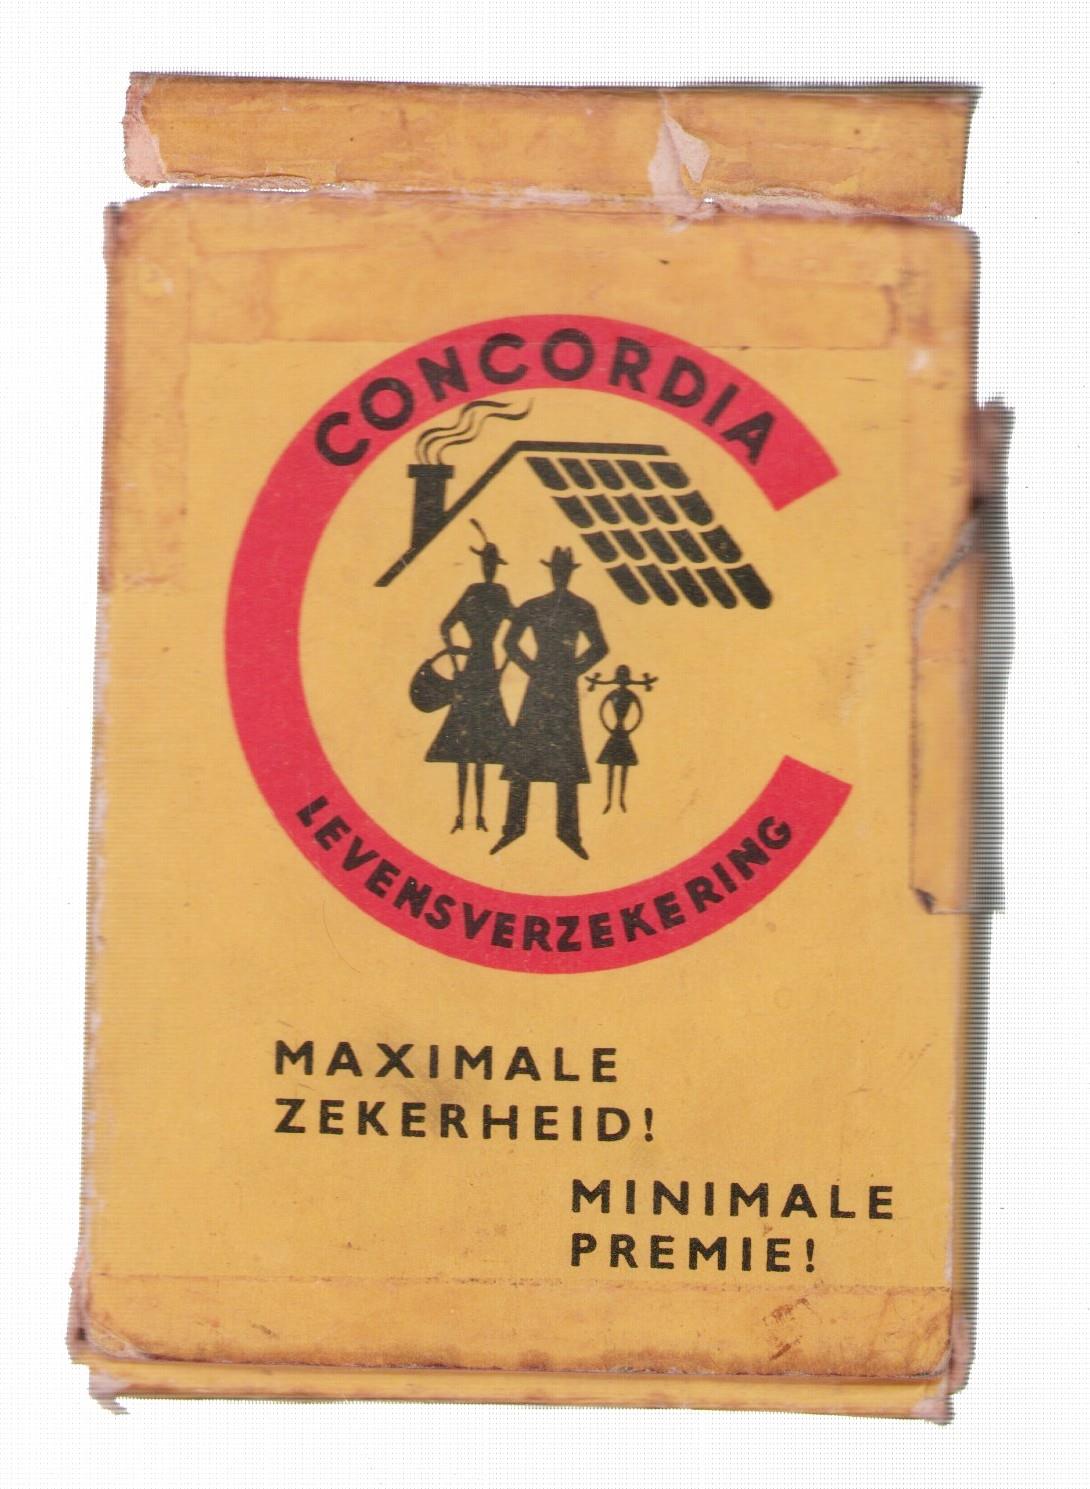 CONCORDIA
LEVENSVERZEKERING
MAXIMALE
ZEKERHEID!
MINIMALE
PREMIE!